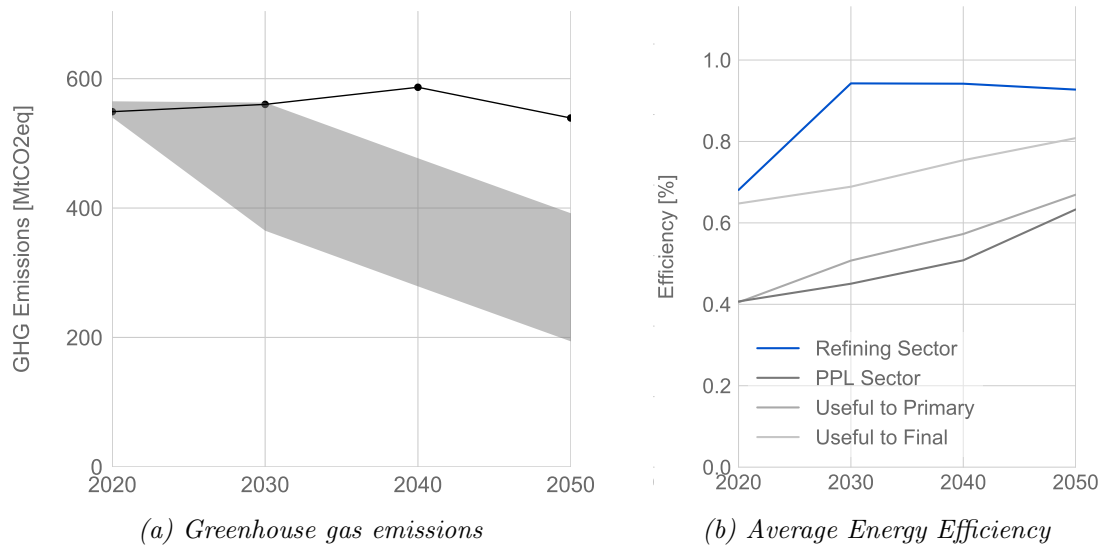 600
400
200
0
2020
2030
2040
2050
GHG Emissions [MtCO2eq]
(a) Greenhouse gas emissions
1.0
0.8
0.6
0.4
0.2
0.0
2020
2030
2040
2050
Efficiency [%]
Refining Sector
PPL Sector
Useful to Primary
Useful to Final
(b) Average Energy Efficiency